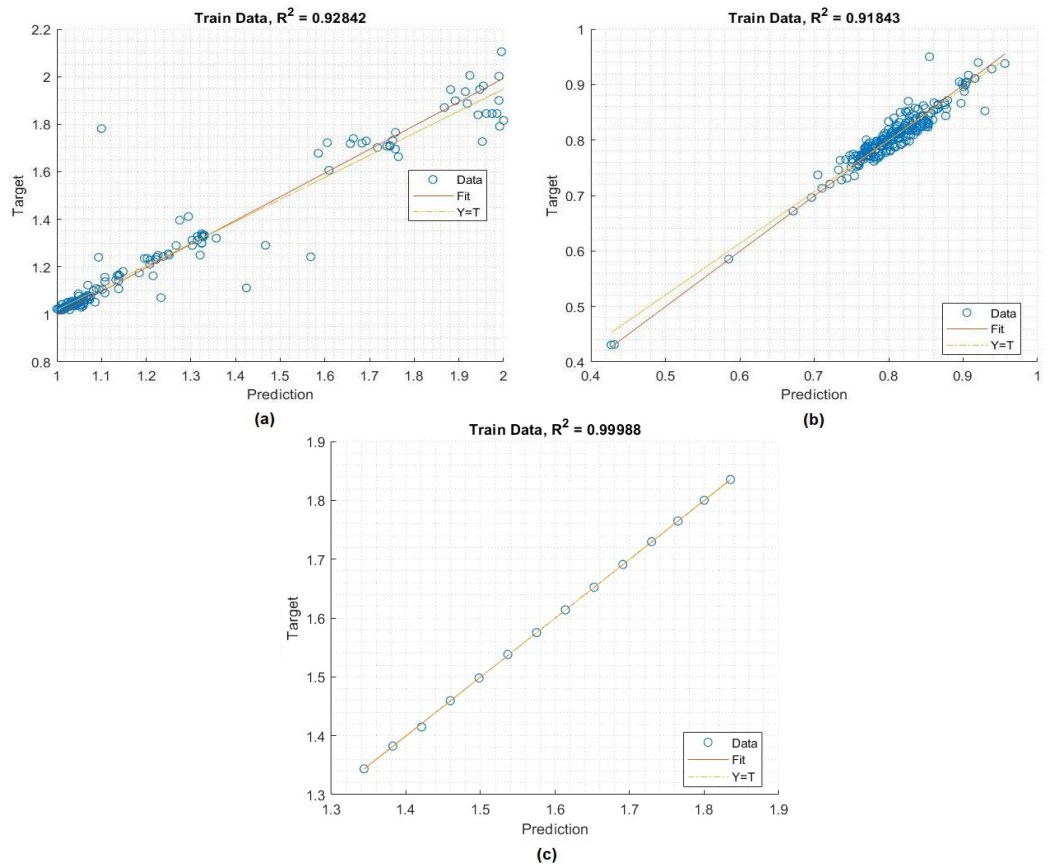 Train Data, R² = 0.92842
2.2
2
1.8
1.6
1.4
1.2
1
0.8
Target
Data
Fit
Y=T
1 1.1 1.2 1.3 1.4 1.5 1.6 1.7 1.8 1.9 2
Prediction
(a)
Train Data, R² = 0.91843
1
0.9
0.8
0.7
0.6
0.5
0.4
Target
Data
Fit
Y=T
0.4 0.5 0.6 0.7 0.8 0.9 1
Prediction
(b)
Train Data, R² = 0.99988
1.9
1.8
1.7
1.6
1.5
1.4
1.3
Target
Data
Fit
Y=T
1.3 1.4 1.5 1.6 1.7 1.8 1.9
Prediction
(c)